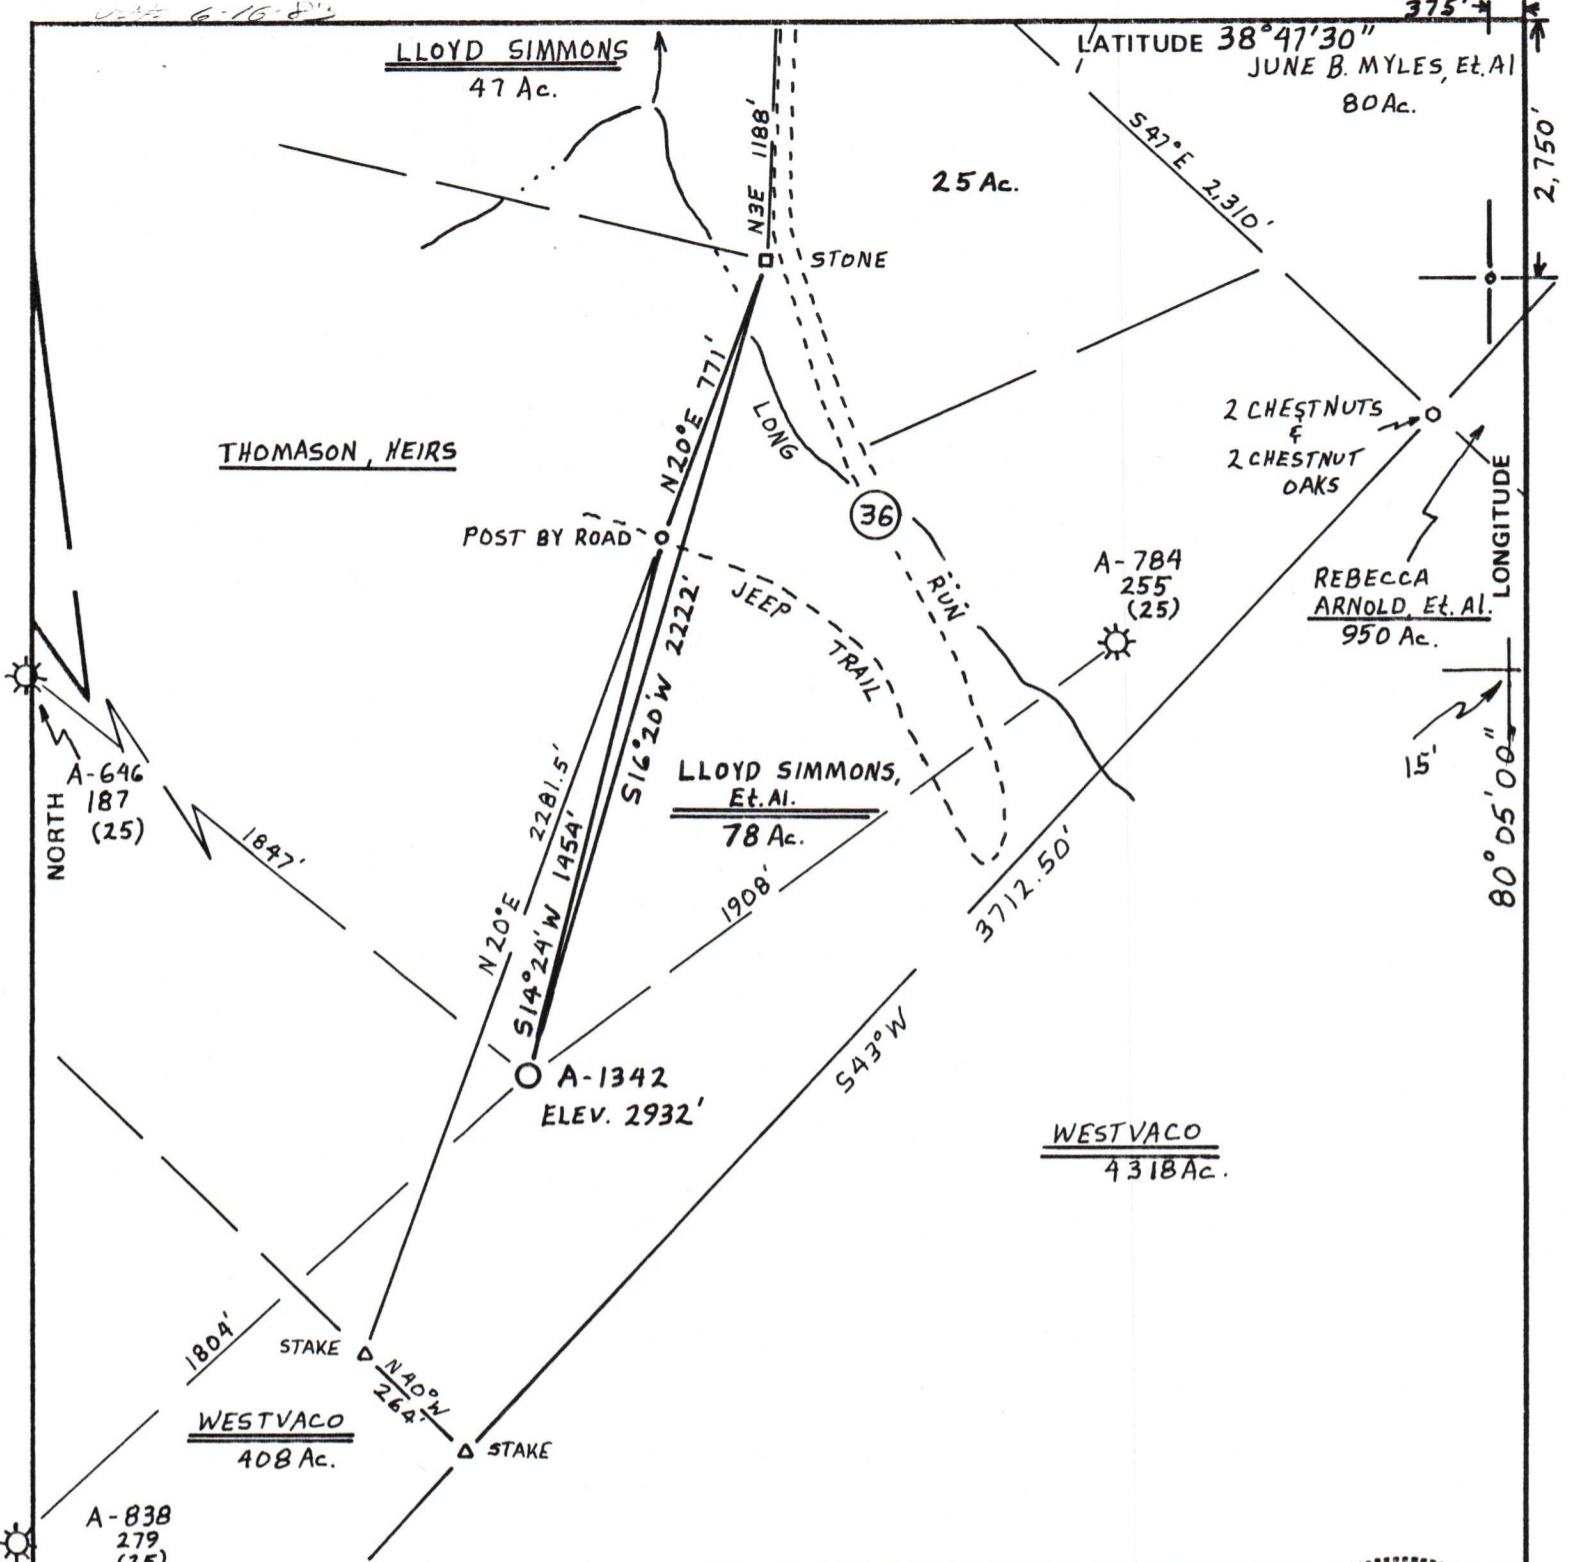 6-16-83
375'
LATITUDE 38°47'30"
JUNE B. MYLES, Et. Al
80 Ac.
LLOYD SIMMONS
47 Ac.
N3E 1188'
25 Ac.
S47°E 2,310'
2,750'
STONE
THOMASON, HEIRS
N20°E 771'
LONG
RUN
36
2 CHESTNUTS
&
2 CHESTNUT
OAKS
POST BY ROAD
JEEP
TRAIL
A-784
255
(25)
REBECCA
ARNOLD, Et. Al.
950 Ac.
LONGITUDE
80°05'00"
15'
S16°20'W 2222'
A-646
187
(25)
NORTH
1847'
N20°E 2281.5'
S14°24'W 1454'
LLOYD SIMMONS,
Et. Al.
78 Ac.
1908'
S43°W 3712.50'
A-1342
ELEV. 2932'
WESTVACO
4318 Ac.
1804'
STAKE
N40°W
264'
STAKE
WESTVACO
408 Ac.
A-838
279